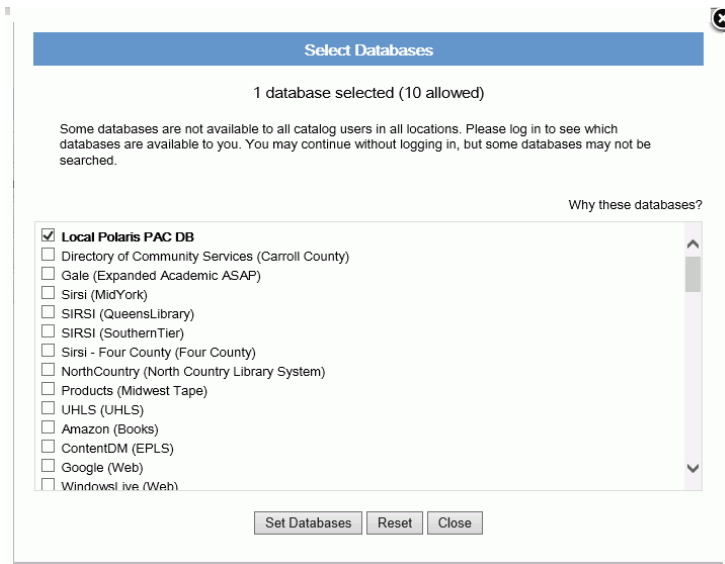 Select Databases
1 database selected (10 allowed)
Some databases are not available to all catalog users in all locations. Please log in to see which
databases are available to you. You may continue without logging in, but some databases may not be
searched.
Why these databases?
Local Polaris PAC DB
Directory of Community Services (Carroll County)
Gale (Expanded Academic ASAP)
Sirsi (MidYork)
SIRSI (QueensLibrary)
SIRSI (SouthernTier)
Sirsi - Four County (Four County)
NorthCountry (North Country Library System)
Products (Midwest Tape)
UHLS (UHLS)
Amazon (Books)
ContentDM (EPLS)
Google (Web)
WindowsLive (Web)
Set Databases Reset Close